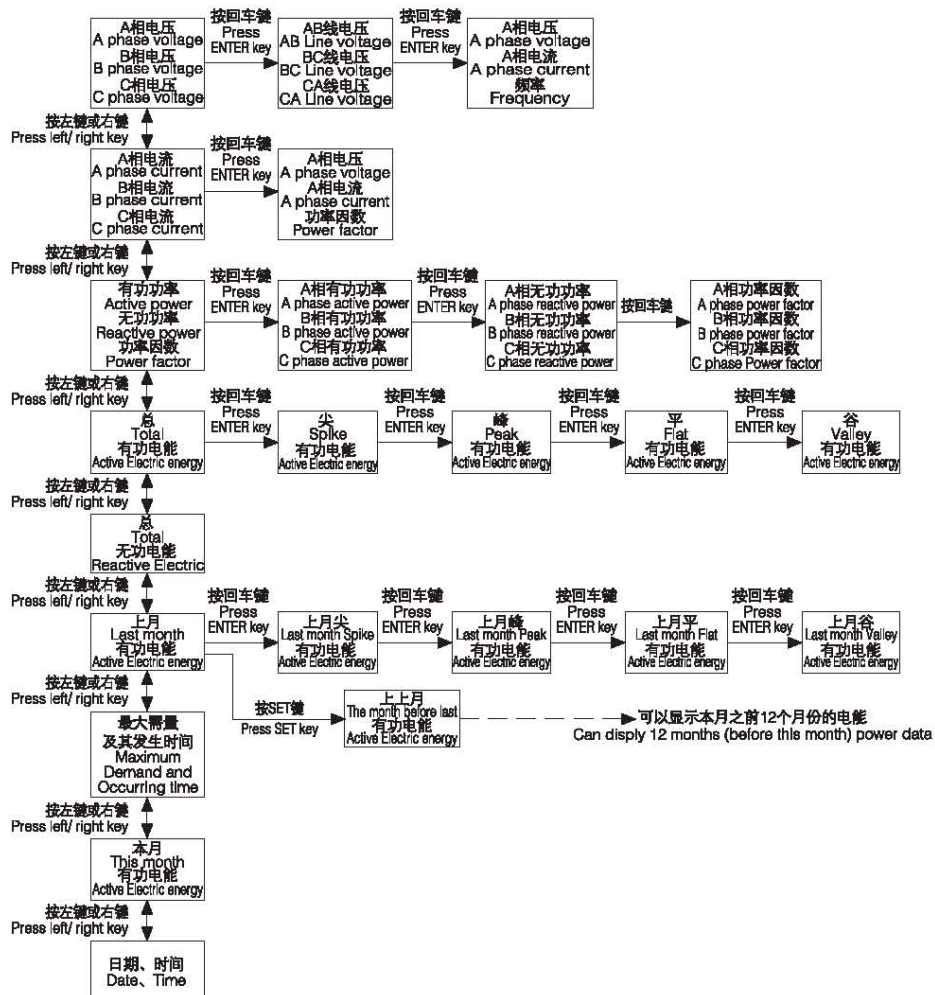 A相电压
A phase voltage
B相电压
B phase voltage
C相电压
C phase voltage
按回车键
Press
ENTER key
AB线电压
AB Line voltage
BC线电压
BC Line voltage
CA线电压
CA Line voltage
按回车键
Press
ENTER key
A相电压
A phase voltage
A相电流
A phase current
频率
Frequency
按左键或右键
Press left/ right key
A相电流
A phase current
B相电流
B phase current
C相电流
C phase current
按回车键
Press
ENTER key
A相电压
A phase voltage
A相电流
A phase current
功率因数
Power factor
按左键或右键
Press left/ right key
有功功率
Active power
无功功率
Reactive power
功率因数
Power factor
按回车键
Press
ENTER key
A相有功功率
A phase active power
B相有功功率
B phase active power
C相有功功率
C phase active power
按回车键
Press
ENTER key
A相无功功率
A phase reactive power
B相无功功率
B phase reactive power
C相无功功率
C phase reactive power
按回车键
A相功率因数
A phase power factor
B相功率因数
B phase power factor
C相功率因数
C phase Power factor
按左键或右键
Press left/ right key
总
Total
有功电能
Active Electric energy
按回车键
Press
ENTER key
尖
Spike
有功电能
Active Electric energy
按回车键
Press
ENTER key
峰
Peak
有功电能
Active Electric energy
按回车键
Press
ENTER key
平
Flat
有功电能
Active Electric energy
按回车键
Press
ENTER key
谷
Valley
有功电能
Active Electric energy
按左键或右键
Press left/ right key
总
Total
无功电能
Reactive Electric
按左键或右键
Press left/ right key
上月
Last month
有功电能
Active Electric energy
按回车键
Press
ENTER key
上月尖
Last month Spike
有功电能
Active Electric energy
按回车键
Press
ENTER key
上月峰
Last month Peak
有功电能
Active Electric energy
按回车键
Press
ENTER key
上月平
Last month Flat
有功电能
Active Electric energy
按回车键
Press
ENTER key
上月谷
Last month Valley
有功电能
Active Electric energy
按SET键
Press SET key
上上月
The month before last
有功电能
Active Electric energy
可以显示本月之前12个月份的电能
Can disply 12 months (before this month) power data
按左键或右键
Press left/ right key
最大需量
及其发生时间
Maximum
Demand and
Occurring time
按左键或右键
Press left/ right key
本月
This month
有功电能
Active Electric energy
按左键或右键
Press left/ right key
日期、时间
Date、Time